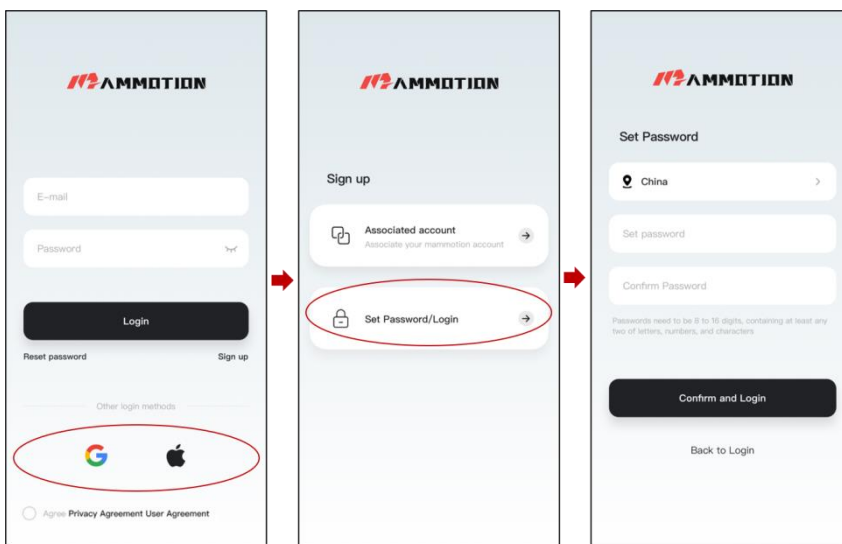 MAMMOTION
E-mail
Password
Login
Reset password
Sign up
Other login methods
Agree Privacy Agreement User Agreement
MAMMOTION
Sign up
Associated account
Associate your mammotion account
Set Password/Login
MAMMOTION
Set Password
China
Set password
Confirm Password
Passwords need to be 8 to 16 digits, containing at least any
two of letters, numbers, and characters
Confirm and Login
Back to Login